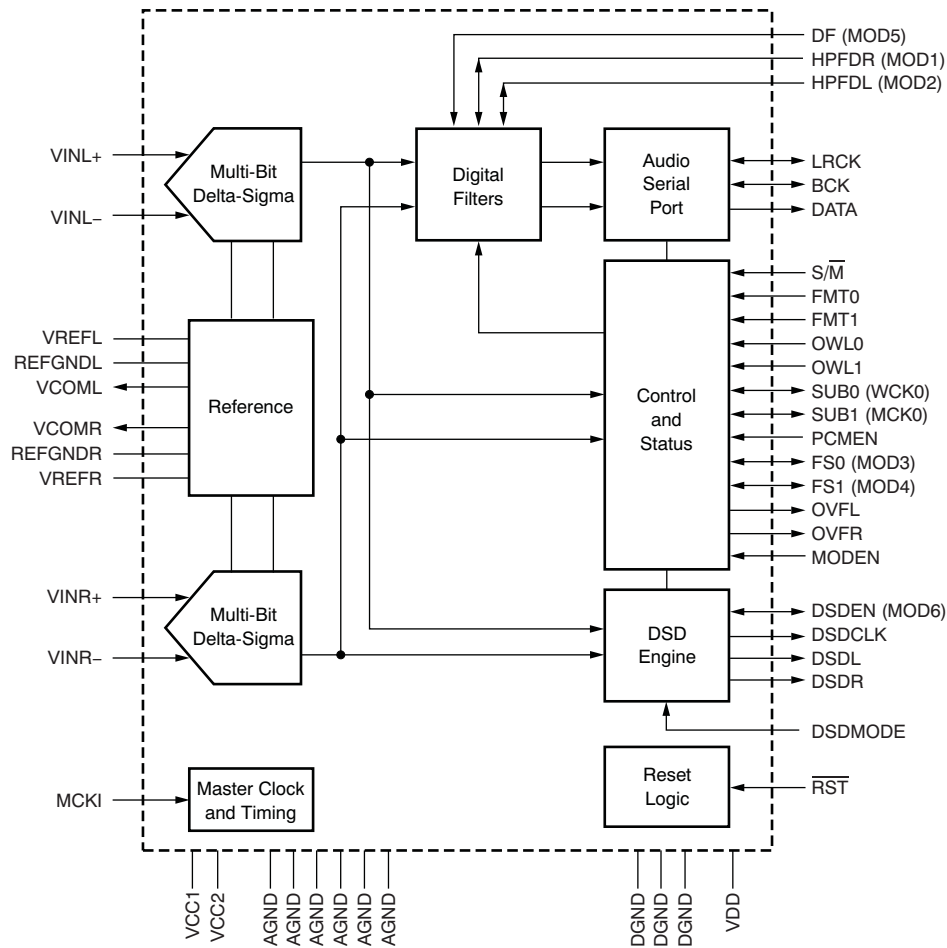 DF (MOD5)
HPFDR (MOD1)
HPFDL (MOD2)
VINL+
VINL−
Multi-Bit
Delta-Sigma
Digital
Filters
Audio
Serial
Port
LRCK
BCK
DATA
VREFL
REFGNDL
VCOML
VCOMR
REFGNDR
VREFR
Reference
Control
and
Status
S/M̅
FMT0
FMT1
OWL0
OWL1
SUB0 (WCK0)
SUB1 (MCK0)
PCMEN
FS0 (MOD3)
FS1 (MOD4)
OVFL
OVFR
MODEN
VINR+
VINR−
Multi-Bit
Delta-Sigma
DSD
Engine
DSDEN (MOD6)
DSDCLK
DSDL
DSDR
DSDMODE
MCKI
Master Clock
and Timing
Reset
Logic
R̅S̅T̅
VCC1
VCC2
AGND
AGND
AGND
AGND
AGND
AGND
DGND
DGND
DGND
VDD